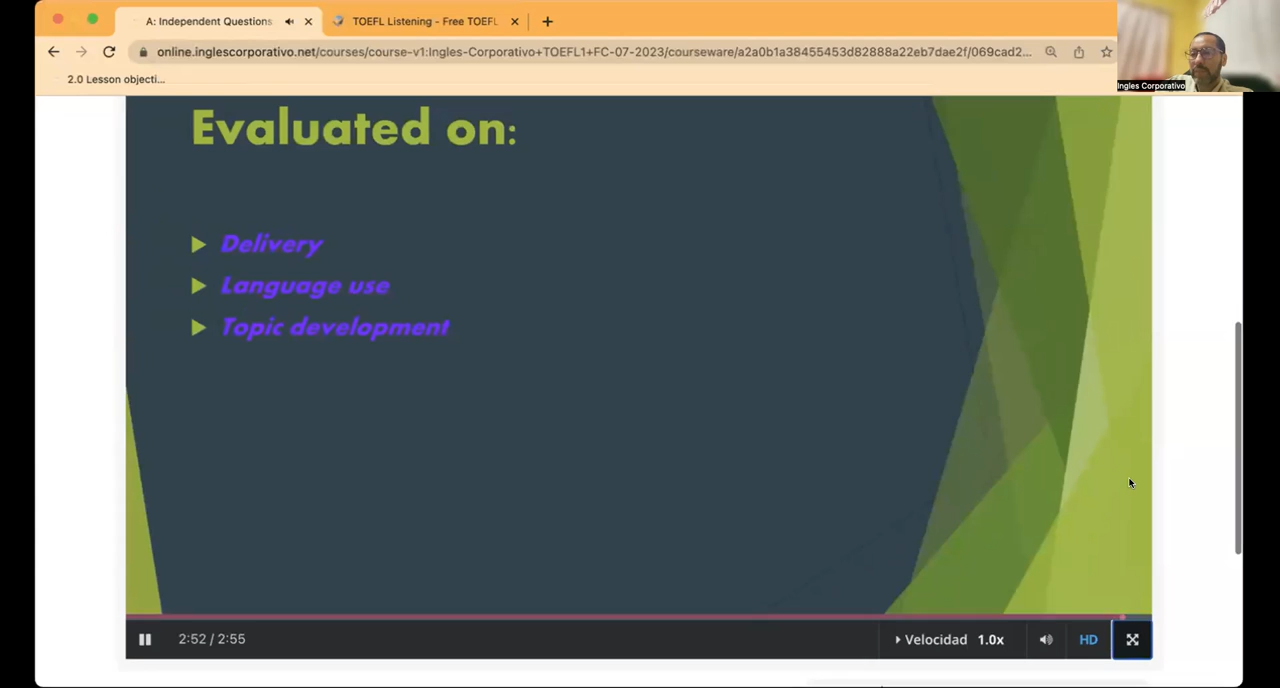 A: Independent Questions
TOEFL Listening - Free TOEFL
online.inglescorporativo.net/courses/course-v1:Ingles-Corporativo+TOEFL1+FC-07-2023/courseware/a2a0b1a38455453d82888a22eb7dae2f/069cad2...
2.0 Lesson objecti...
Ingles Corporativo
Evaluated on:
Delivery
Language use
Topic development
2:52 / 2:55
Velocidad 1.0x
HD